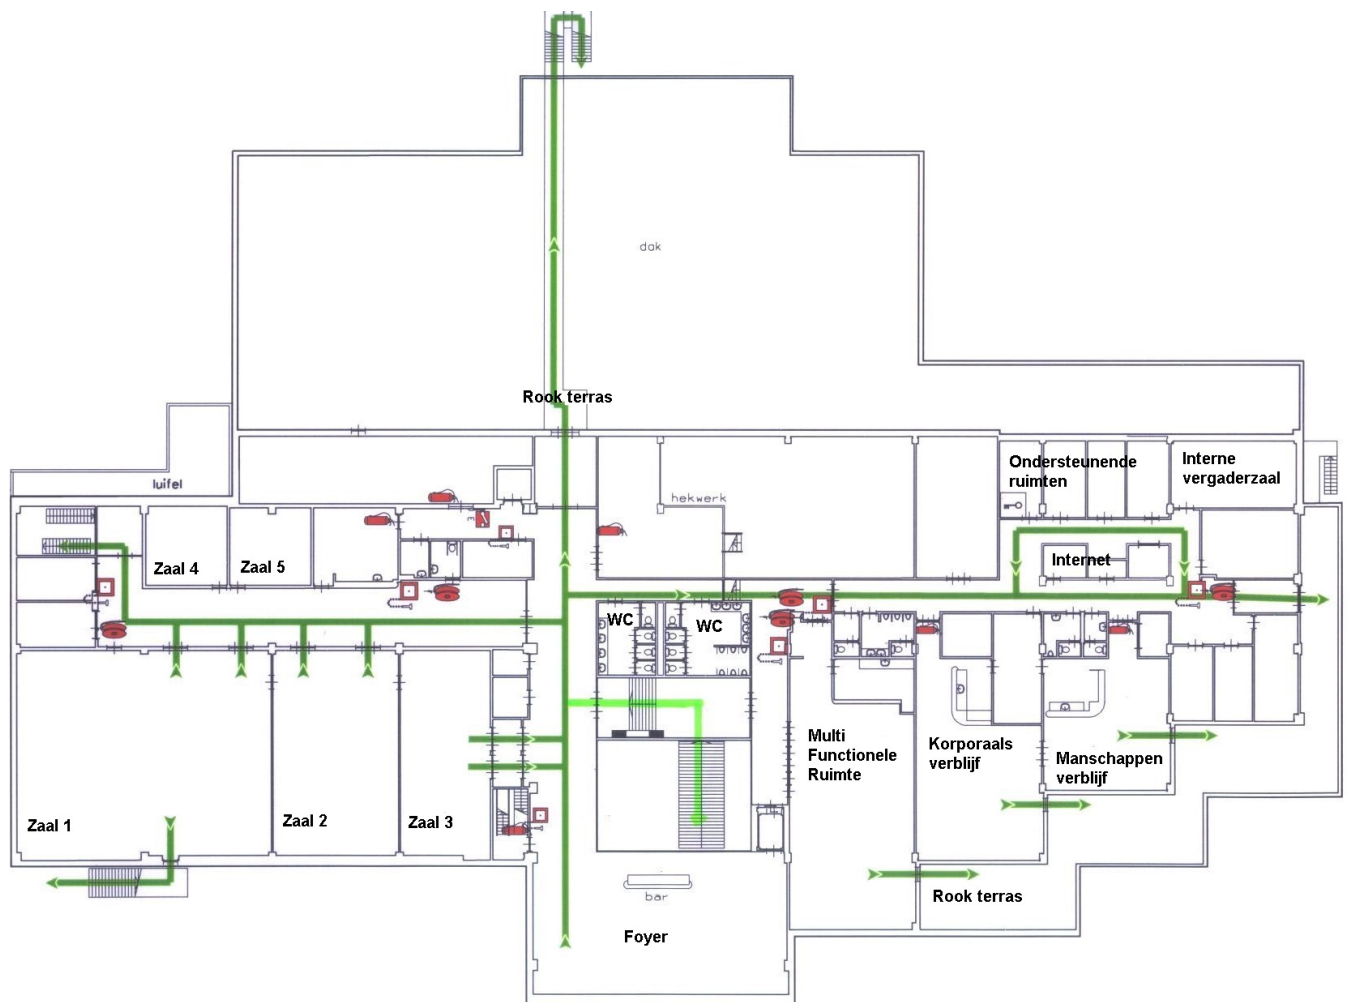 dak
Rook terras
luifel
hekwerk
Ondersteunende
ruimten
Interne
vergaderzaal
Zaal 4
Zaal 5
Internet
WC
WC
Multi
Functionele
Ruimte
Korporaals
verblijf
Manschappen
verblijf
Zaal 1
Zaal 2
Zaal 3
bar
Rook terras
Foyer